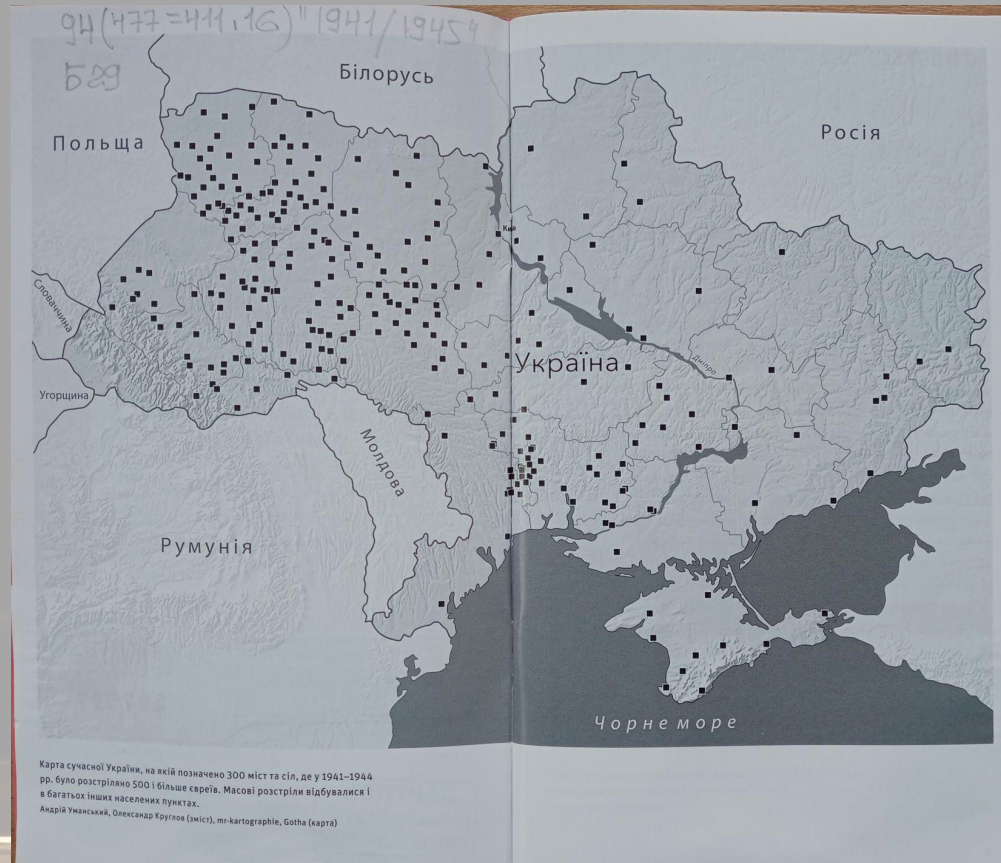 94(477=411.16)"1941/1945"
Б29
Білорусь
Польща
Росія
Київ
Словаччина
Україна
Дніпро
Угорщина
Молдова
Румунія
Чорне море
Карта сучасної України, на якій позначено 300 міст та сіл, де у 1941–1944
рр. було розстріляно 500 і більше євреїв. Масові розстріли відбувалися і
в багатьох інших населених пунктах.
Андрій Уманський, Олександр Круглов (зміст), mr-kartographie, Gotha (карта)